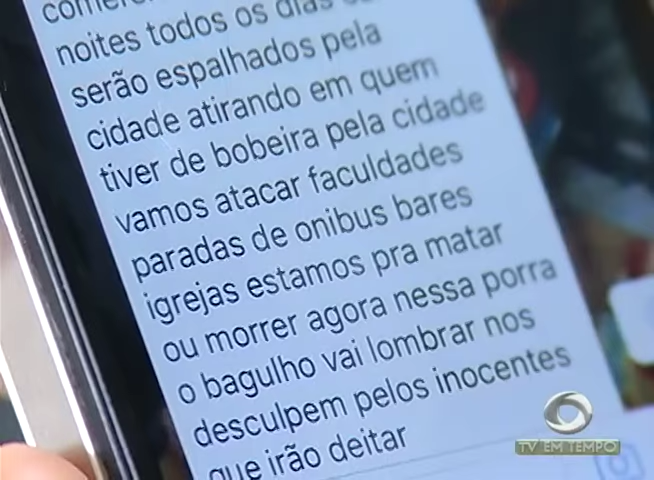 noites todos os dias
serão espalhados pela
cidade atirando em quem
tiver de bobeira pela cidade
vamos atacar faculdades
paradas de onibus bares
igrejas estamos pra matar
ou morrer agora nessa porra
o bagulho vai lombrar nos
desculpem pelos inocentes
que irão deitar
TV EM TEMPO